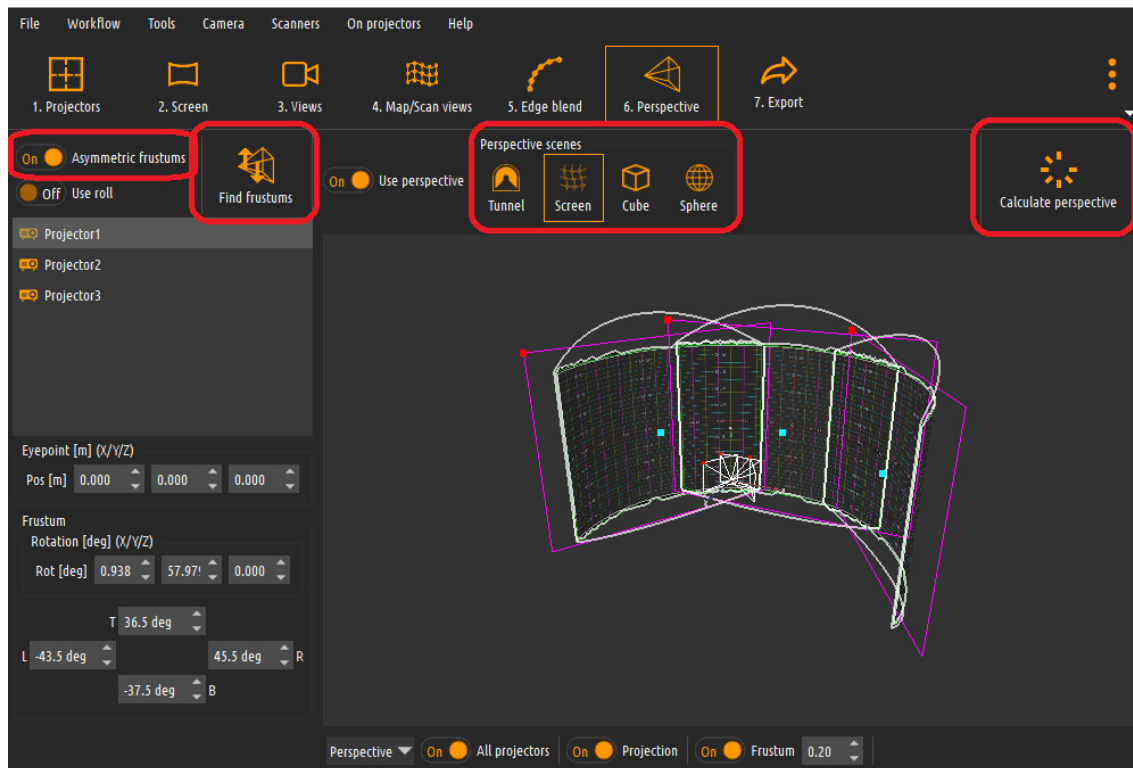 File Workflow Tools Camera Scanners On projectors Help
1. Projectors 2. Screen 3. Views 4. Map/Scan views 5. Edge blend 6. Perspective 7. Export
On Asymmetric frustums
Off Use roll
Find frustums
On Use perspective
Perspective scenes
Tunnel Screen Cube Sphere
Calculate perspective
Projector1
Projector2
Projector3
Eyepoint [m] (X/Y/Z)
Pos [m] 0.000 0.000 0.000
Frustum
Rotation [deg] (X/Y/Z)
Rot [deg] 0.938 57.97 0.000
T 36.5 deg
L -43.5 deg 45.5 deg R
-37.5 deg B
Perspective On All projectors On Projection On Frustum 0.20